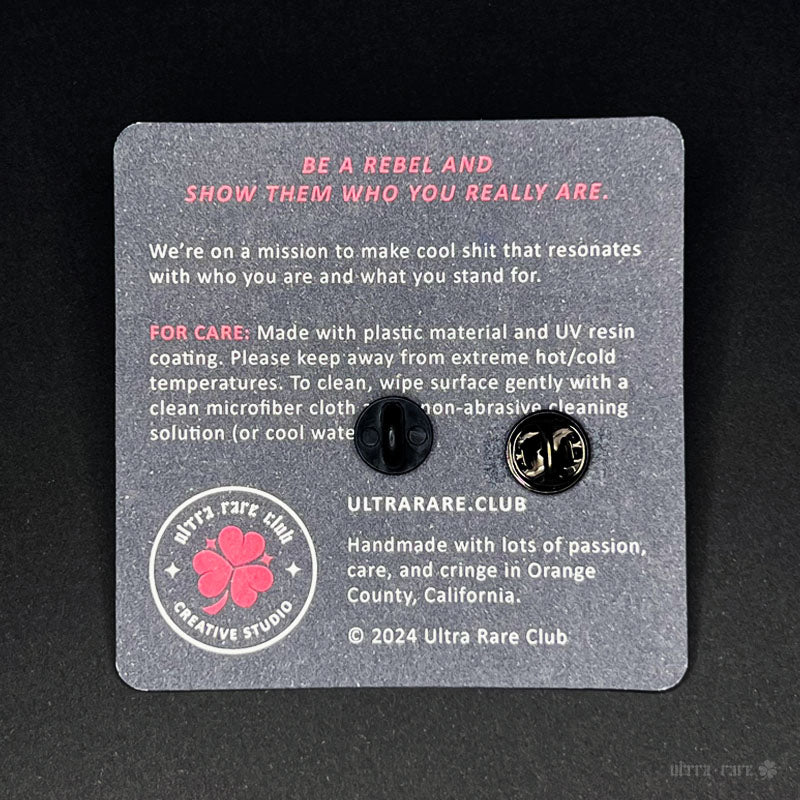 BE A REBEL AND
SHOW THEM WHO YOU REALLY ARE.
We're on a mission to make cool shit that resonates
with who you are and what you stand for.
FOR CARE: Made with plastic material and UV resin
coating. Please keep away from extreme hot/cold
temperatures. To clean, wipe surface gently with a
clean microfiber cloth non-abrasive cleaning
solution (or cool
ultra rare club
CREATIVE STUDIO
ULTRARARE.CLUB
Handmade with lots of passion,
care, and cringe in Orange
County, California.
© 2024 Ultra Rare Club
ultra · rare